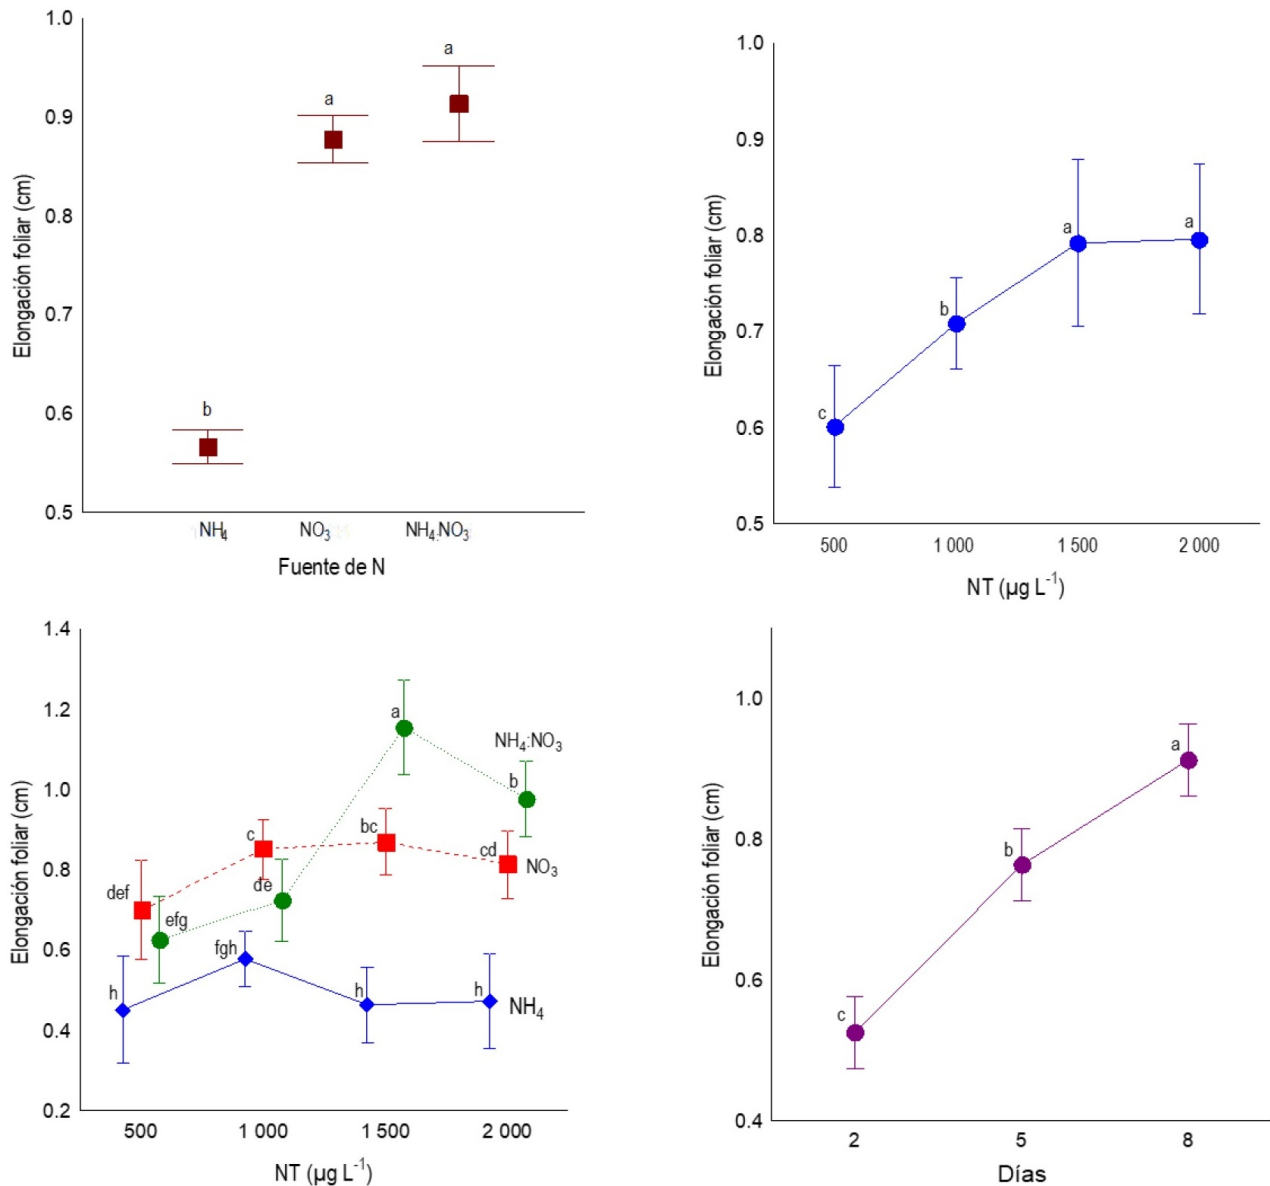 1.0
0.9
0.8
0.7
0.6
0.5
Elongación foliar (cm)
b
a
a
NH4
NO3
NH4:NO3
Fuente de N
1.0
0.9
0.8
0.7
0.6
0.5
Elongación foliar (cm)
c
b
a
a
500
1 000
1 500
2 000
NT (µg L-1)
1.4
1.2
1.0
0.8
0.6
0.4
0.2
Elongación foliar (cm)
a
NH4:NO3
b
c
bc
cd
NO3
def
de
efg
fgh
h
h
h
NH4
500
1 000
1 500
2 000
NT (µg L-1)
1.0
0.8
0.6
0.4
Elongación foliar (cm)
a
b
c
2
5
8
Días